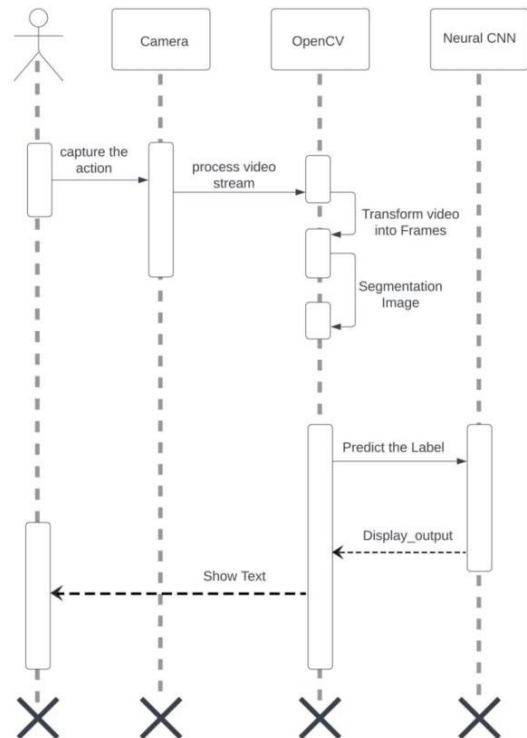 Camera
OpenCV
Neural CNN
capture the
action
process video
stream
Transform video
into Frames
Segmentation
Image
Predict the Label
Display_output
Show Text